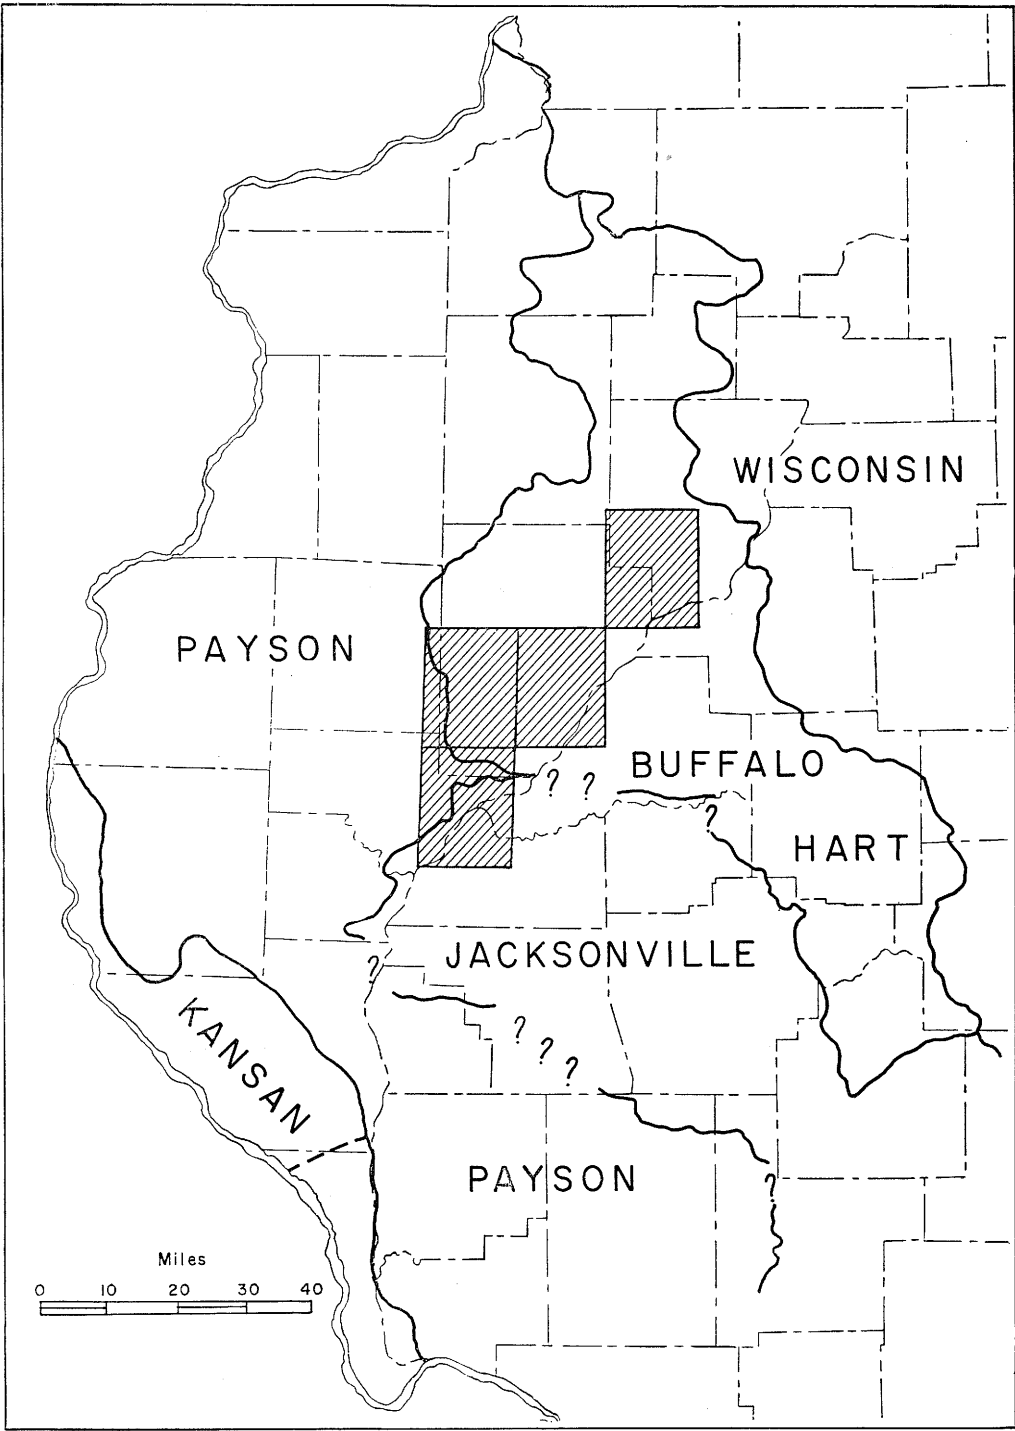 WISCONSIN
PAYSON
BUFFALO
? ?
?
HART
JACKSONVILLE
?
KANSAN
?
?
?
PAYSON
?
Miles
0 10 20 30 40